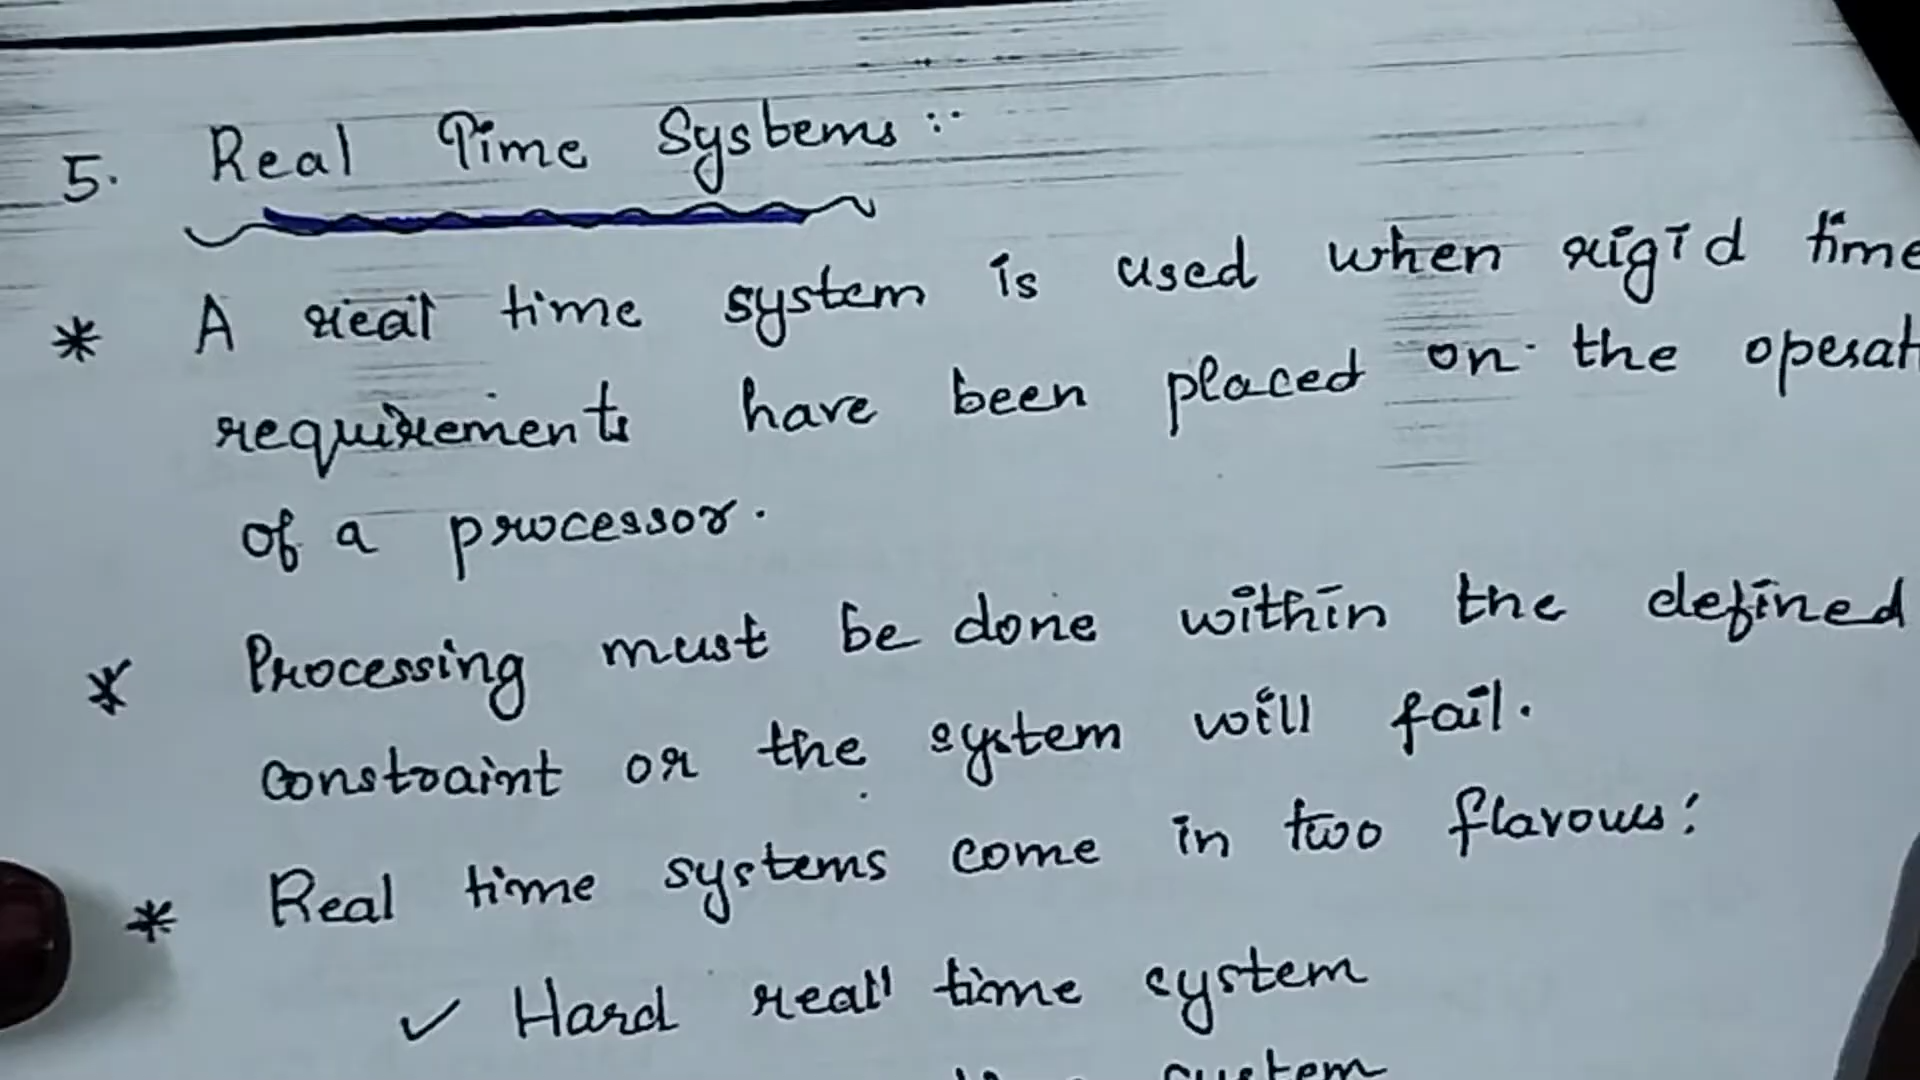 5. Real Time Systems :-
* A real time system is used when rigid time
requirements have been placed on the operat
of a processor.
* Processing must be done within the defined
constraint or the system will fail.
* Real time systems come in two flavours:
✓ Hard real time system
system